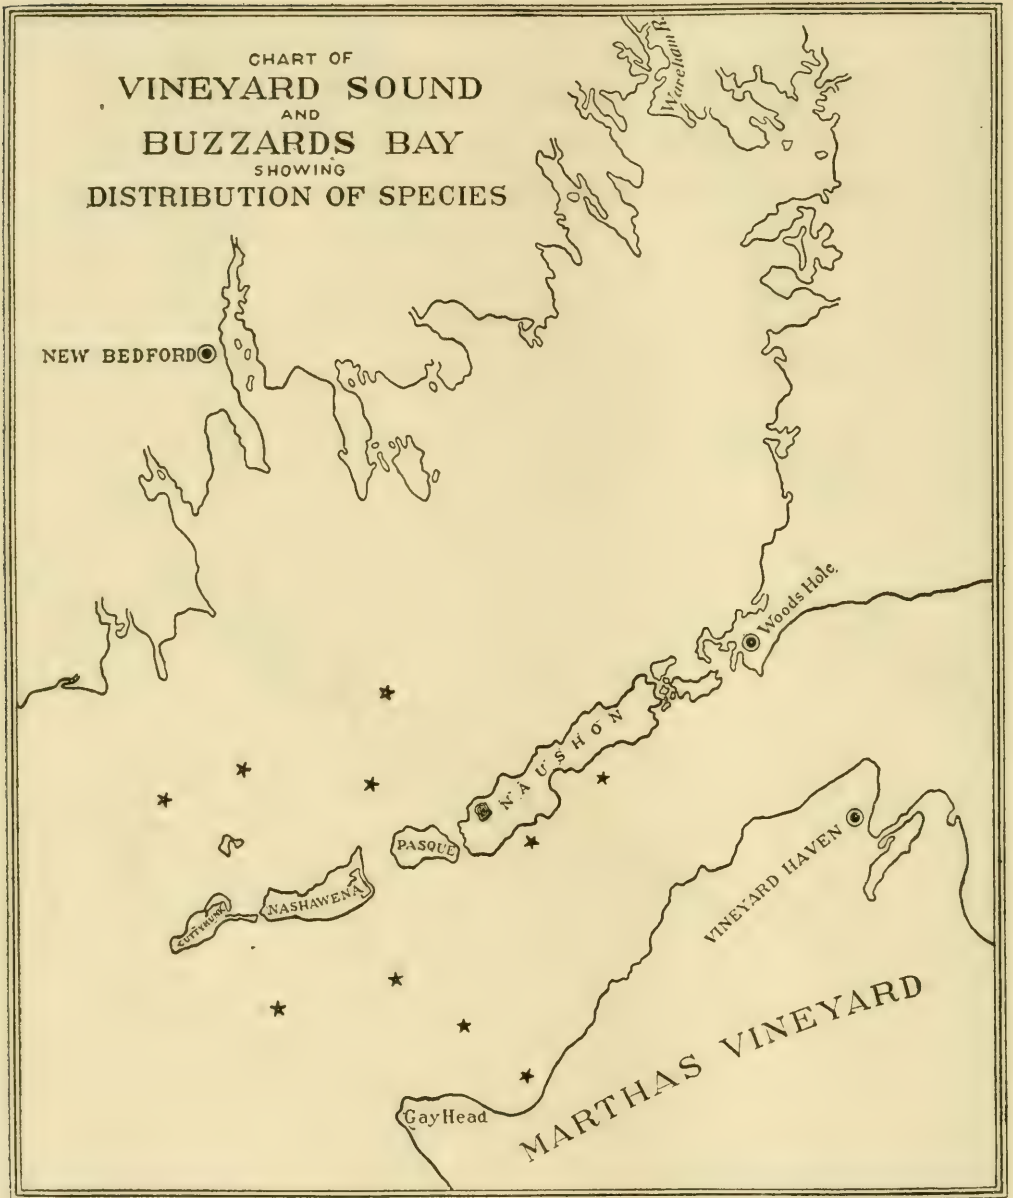 CHART OF
VINEYARD SOUND
AND
BUZZARDS BAY
SHOWING
DISTRIBUTION OF SPECIES
Wareham R.
NEW BEDFORD
Woods Hole
NAUSHON
PASQUE
NASHAWENA
CUTTYHUNK
VINEYARD HAVEN
MARTHAS VINEYARD
Gay Head